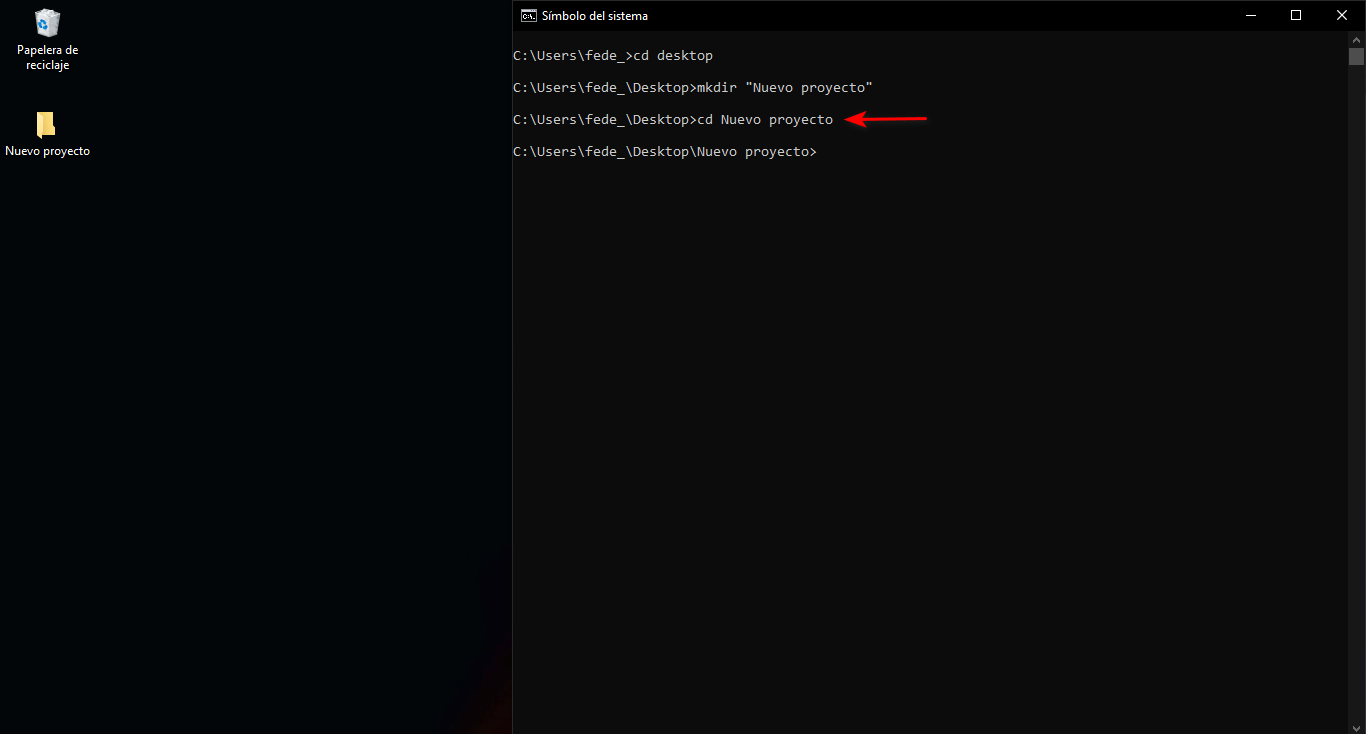 Papelera de
reciclaje
Nuevo proyecto
C:\. Símbolo del sistema
C:\Users\fede_>cd desktop
C:\Users\fede_\Desktop>mkdir "Nuevo proyecto"
C:\Users\fede_\Desktop>cd Nuevo proyecto
C:\Users\fede_\Desktop\Nuevo proyecto>